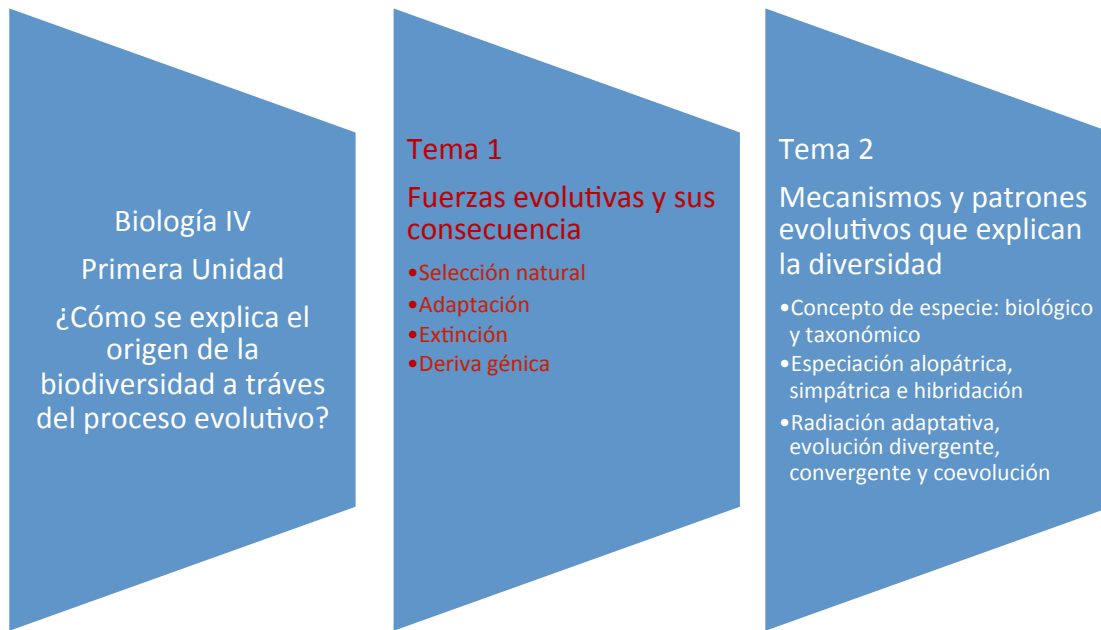 Biología IV
Primera Unidad
¿Cómo se explica el
origen de la
biodiversidad a tráves
del proceso evolutivo?
Tema 1
Fuerzas evolutivas y sus
consecuencia
•Selección natural
•Adaptación
•Extinción
•Deriva génica
Tema 2
Mecanismos y patrones
evolutivos que explican
la diversidad
•Concepto de especie: biológico
y taxonómico
•Especiación alopátrica,
simpátrica e hibridación
•Radiación adaptativa,
evolución divergente,
convergente y coevolución